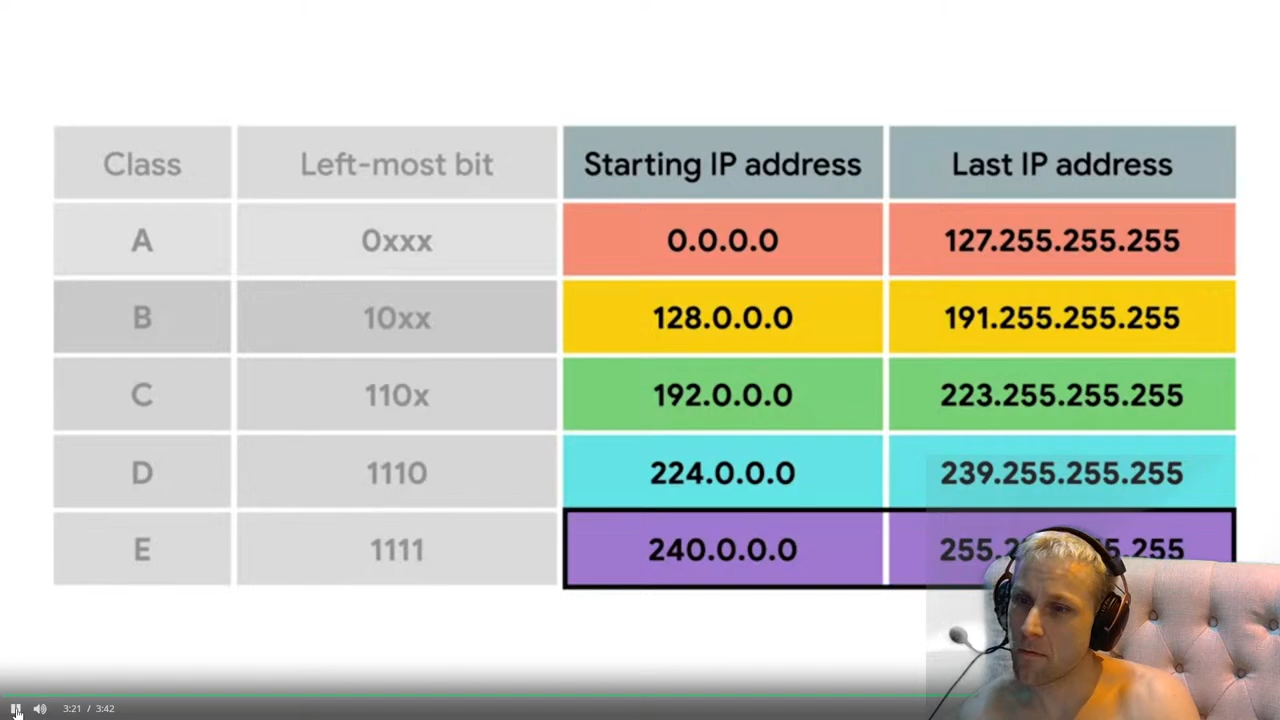 Class Left-most bit Starting IP address Last IP address
A 0xxx 0.0.0.0 127.255.255.255
B 10xx 128.0.0.0 191.255.255.255
C 110x 192.0.0.0 223.255.255.255
D 1110 224.0.0.0 239.255.255.255
E 1111 240.0.0.0
3:21 / 3:42